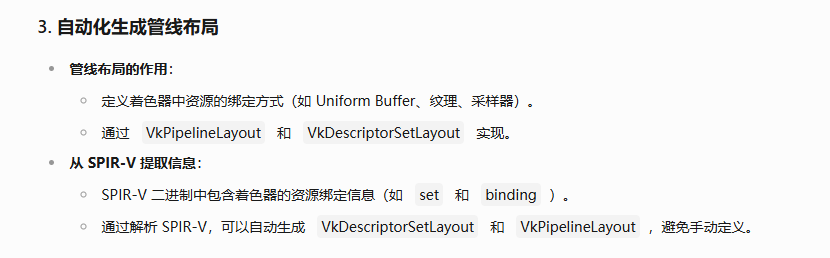 3. 自动化生成管线布局
管线布局的作用：
定义着色器中资源的绑定方式（如 Uniform Buffer、纹理、采样器）。
通过 VkPipelineLayout 和 VkDescriptorSetLayout 实现。
从 SPIR-V 提取信息：
SPIR-V 二进制中包含着色器的资源绑定信息（如 set 和 binding ）。
通过解析 SPIR-V，可以自动生成 VkDescriptorSetLayout 和 VkPipelineLayout ，避免手动定义。